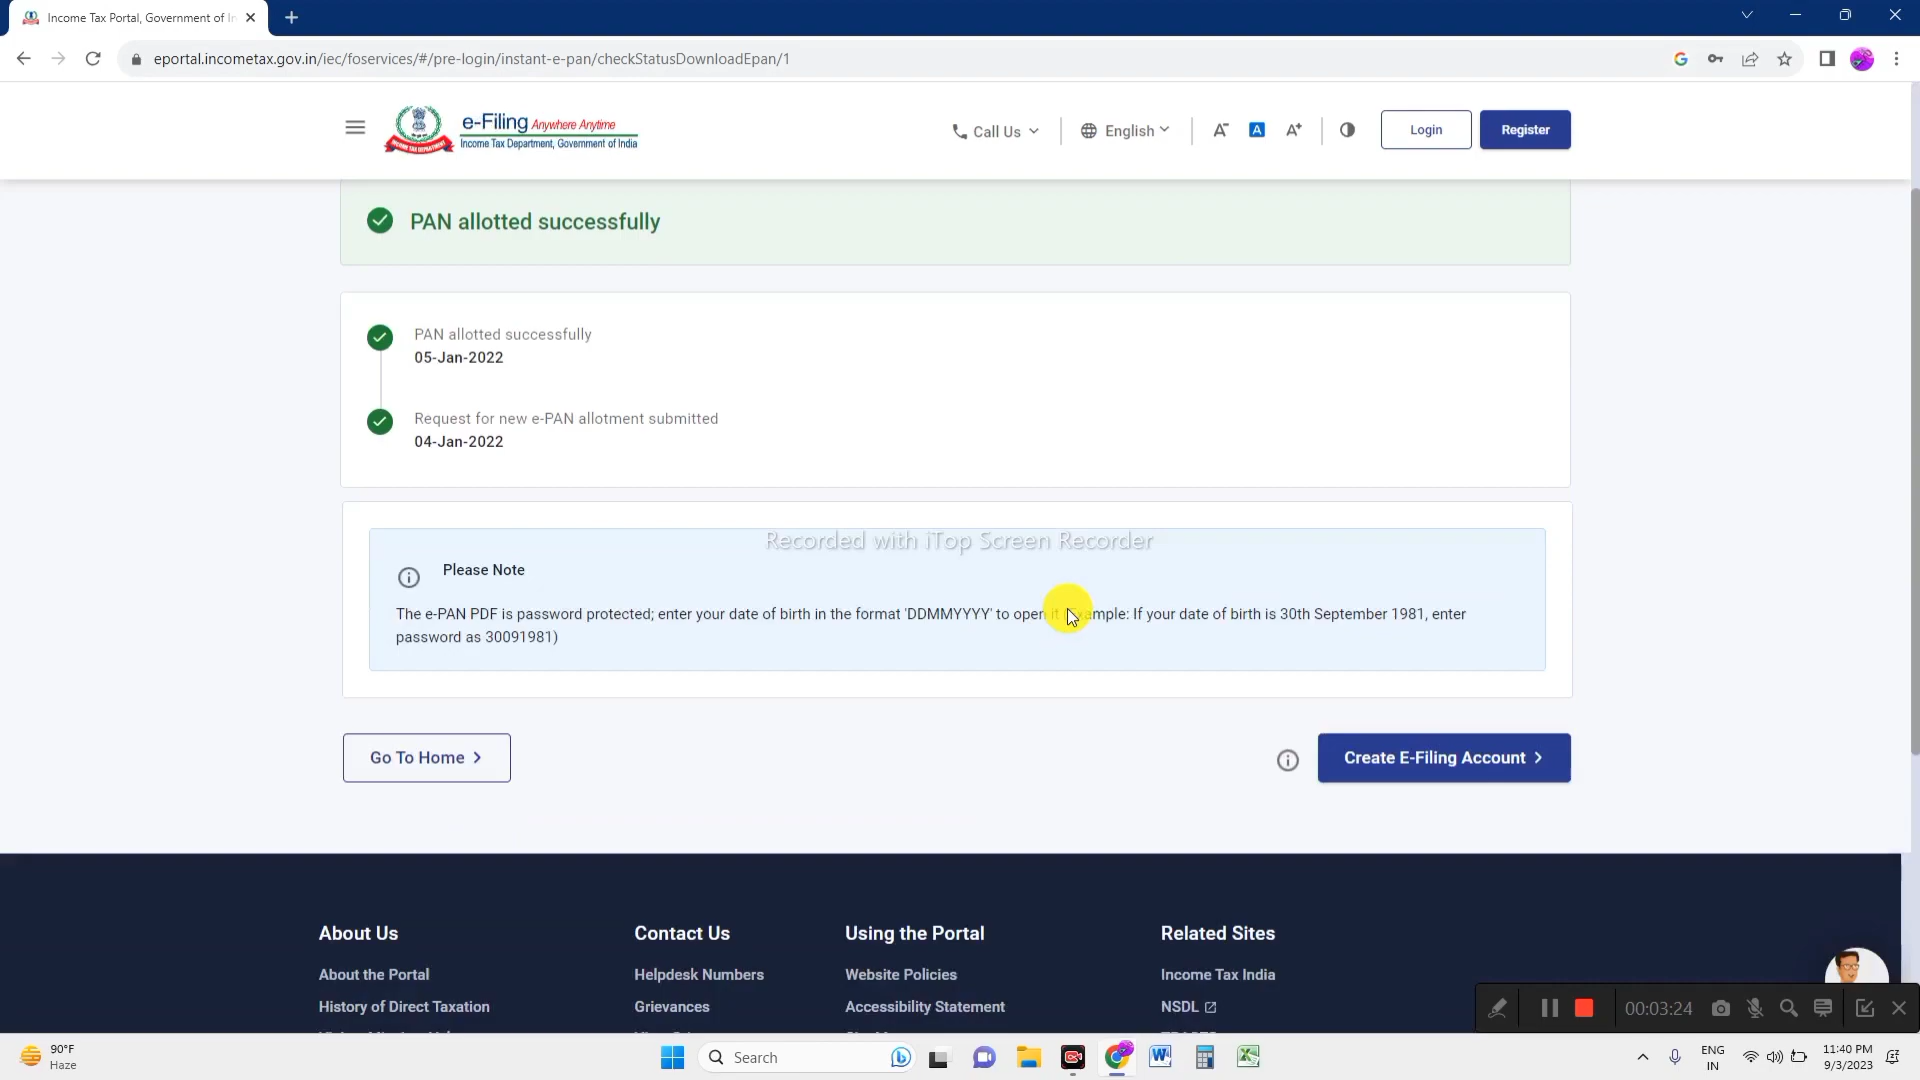 Income Tax Portal, Government of In
eportal.incometax.gov.in/iec/foservices/#/pre-login/instant-e-pan/checkStatusDownloadEpan/1
e-Filing Anywhere Anytime
Income Tax Department, Government of India
Call Us
English
A-
A
A+
Login
Register
PAN allotted successfully
PAN allotted successfully
05-Jan-2022
Request for new e-PAN allotment submitted
04-Jan-2022
Recorded with iTop Screen Recorder
Please Note
The e-PAN PDF is password protected; enter your date of birth in the format 'DDMMYYYY' to open it (Example: If your date of birth is 30th September 1981, enter
password as 30091981)
Go To Home
Create E-Filing Account
About Us
Contact Us
Using the Portal
Related Sites
About the Portal
Helpdesk Numbers
Website Policies
Income Tax India
History of Direct Taxation
Grievances
Accessibility Statement
NSDL
00:03:24
90°F
Haze
Search
ENG
IN
11:40 PM
9/3/2023